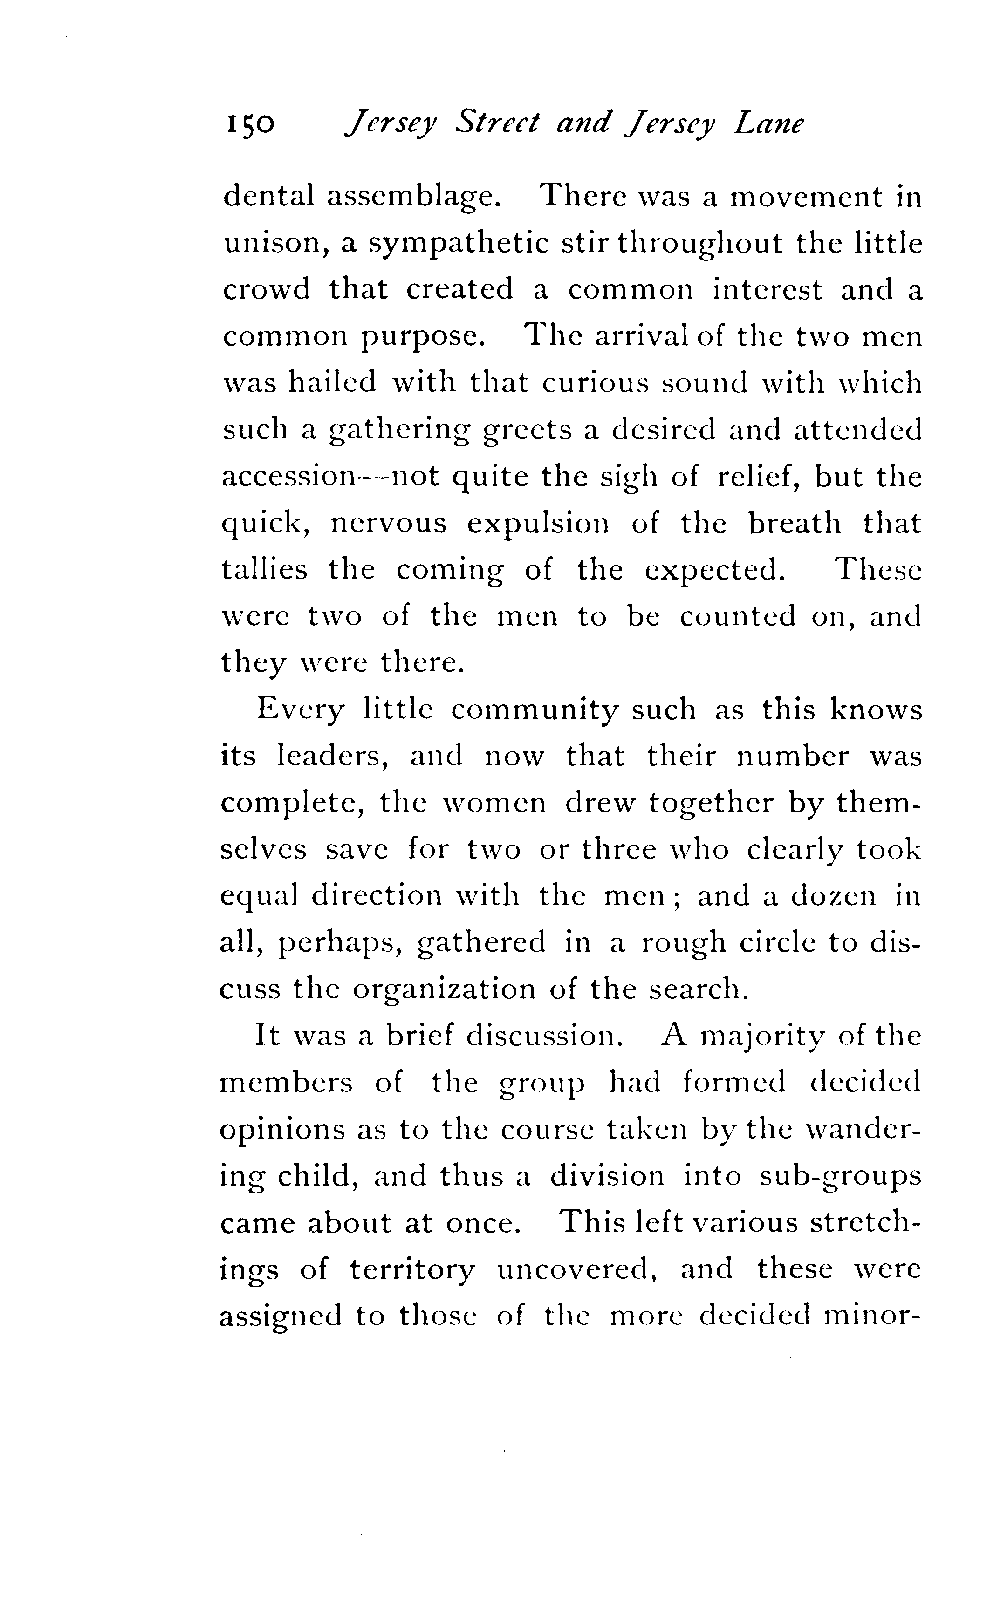 150 Jersey Street and Jersey Lane
dental assemblage. There was a movement in
unison, a sympathetic stir throughout the little
crowd that created a common interest and a
common purpose. The arrival of the two men
was hailed with that curious sound with which
such a gathering greets a desired and attended
accession—not quite the sigh of relief, but the
quick, nervous expulsion of the breath that
tallies the coming of the expected. These
were two of the men to be counted on, and
they were there.
Every little community such as this knows
its leaders, and now that their number was
complete, the women drew together by them-
selves save for two or three who clearly took
equal direction with the men; and a dozen in
all, perhaps, gathered in a rough circle to dis-
cuss the organization of the search.
It was a brief discussion. A majority of the
members of the group had formed decided
opinions as to the course taken by the wander-
ing child, and thus a division into sub-groups
came about at once. This left various stretch-
ings of territory uncovered, and these were
assigned to those of the more decided minor-